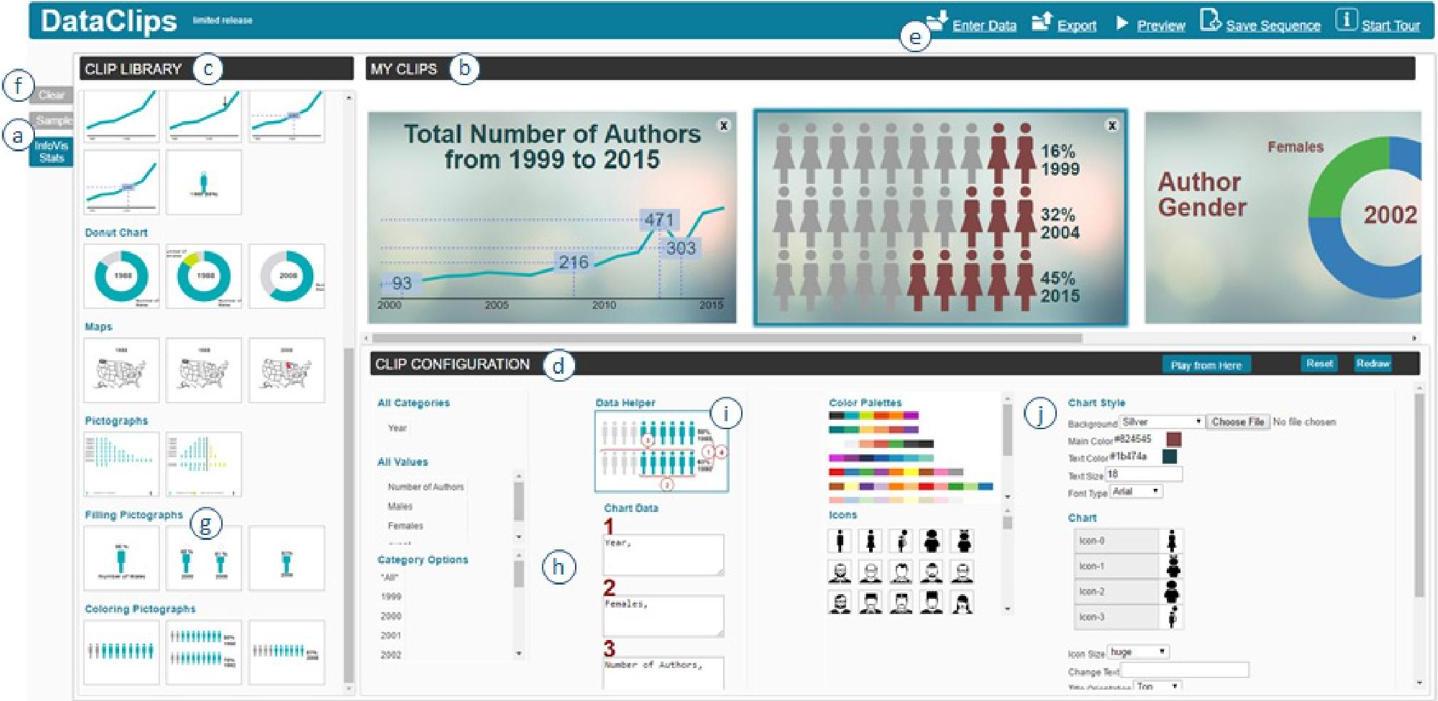 DataClips
limited release
e
Enter Data
Export
Preview
Save Sequence
Start Tour
f
Clear
a
Sample
InfoVis
Stats
CLIP LIBRARY
c
Donut Chart
1988
1988
2008
Maps
Pictographs
Filling Pictographs
g
Coloring Pictographs
MY CLIPS
b
Total Number of Authors
from 1999 to 2015
x
471
303
216
93
2000
2005
2010
2015
x
16%
1999
32%
2004
45%
2015
Females
Author
Gender
2002
CLIP CONFIGURATION
d
Play from Here
Reset
Redraw
All Categories
Year
All Values
Number of Authors
Males
Females
Category Options
"All"
1999
2000
2001
2002
h
Data Helper
i
Chart Data
1
Year,
2
Females,
3
Number of Authors,
Color Palettes
Icons
j
Chart Style
Background Silver Choose File No file chosen
Main Color #824545
Text Color #1b474a
Text Size 18
Font Type Arial
Chart
Icon-0
Icon-1
Icon-2
Icon-3
Icon Size huge
Change Text
Title Orientation Top